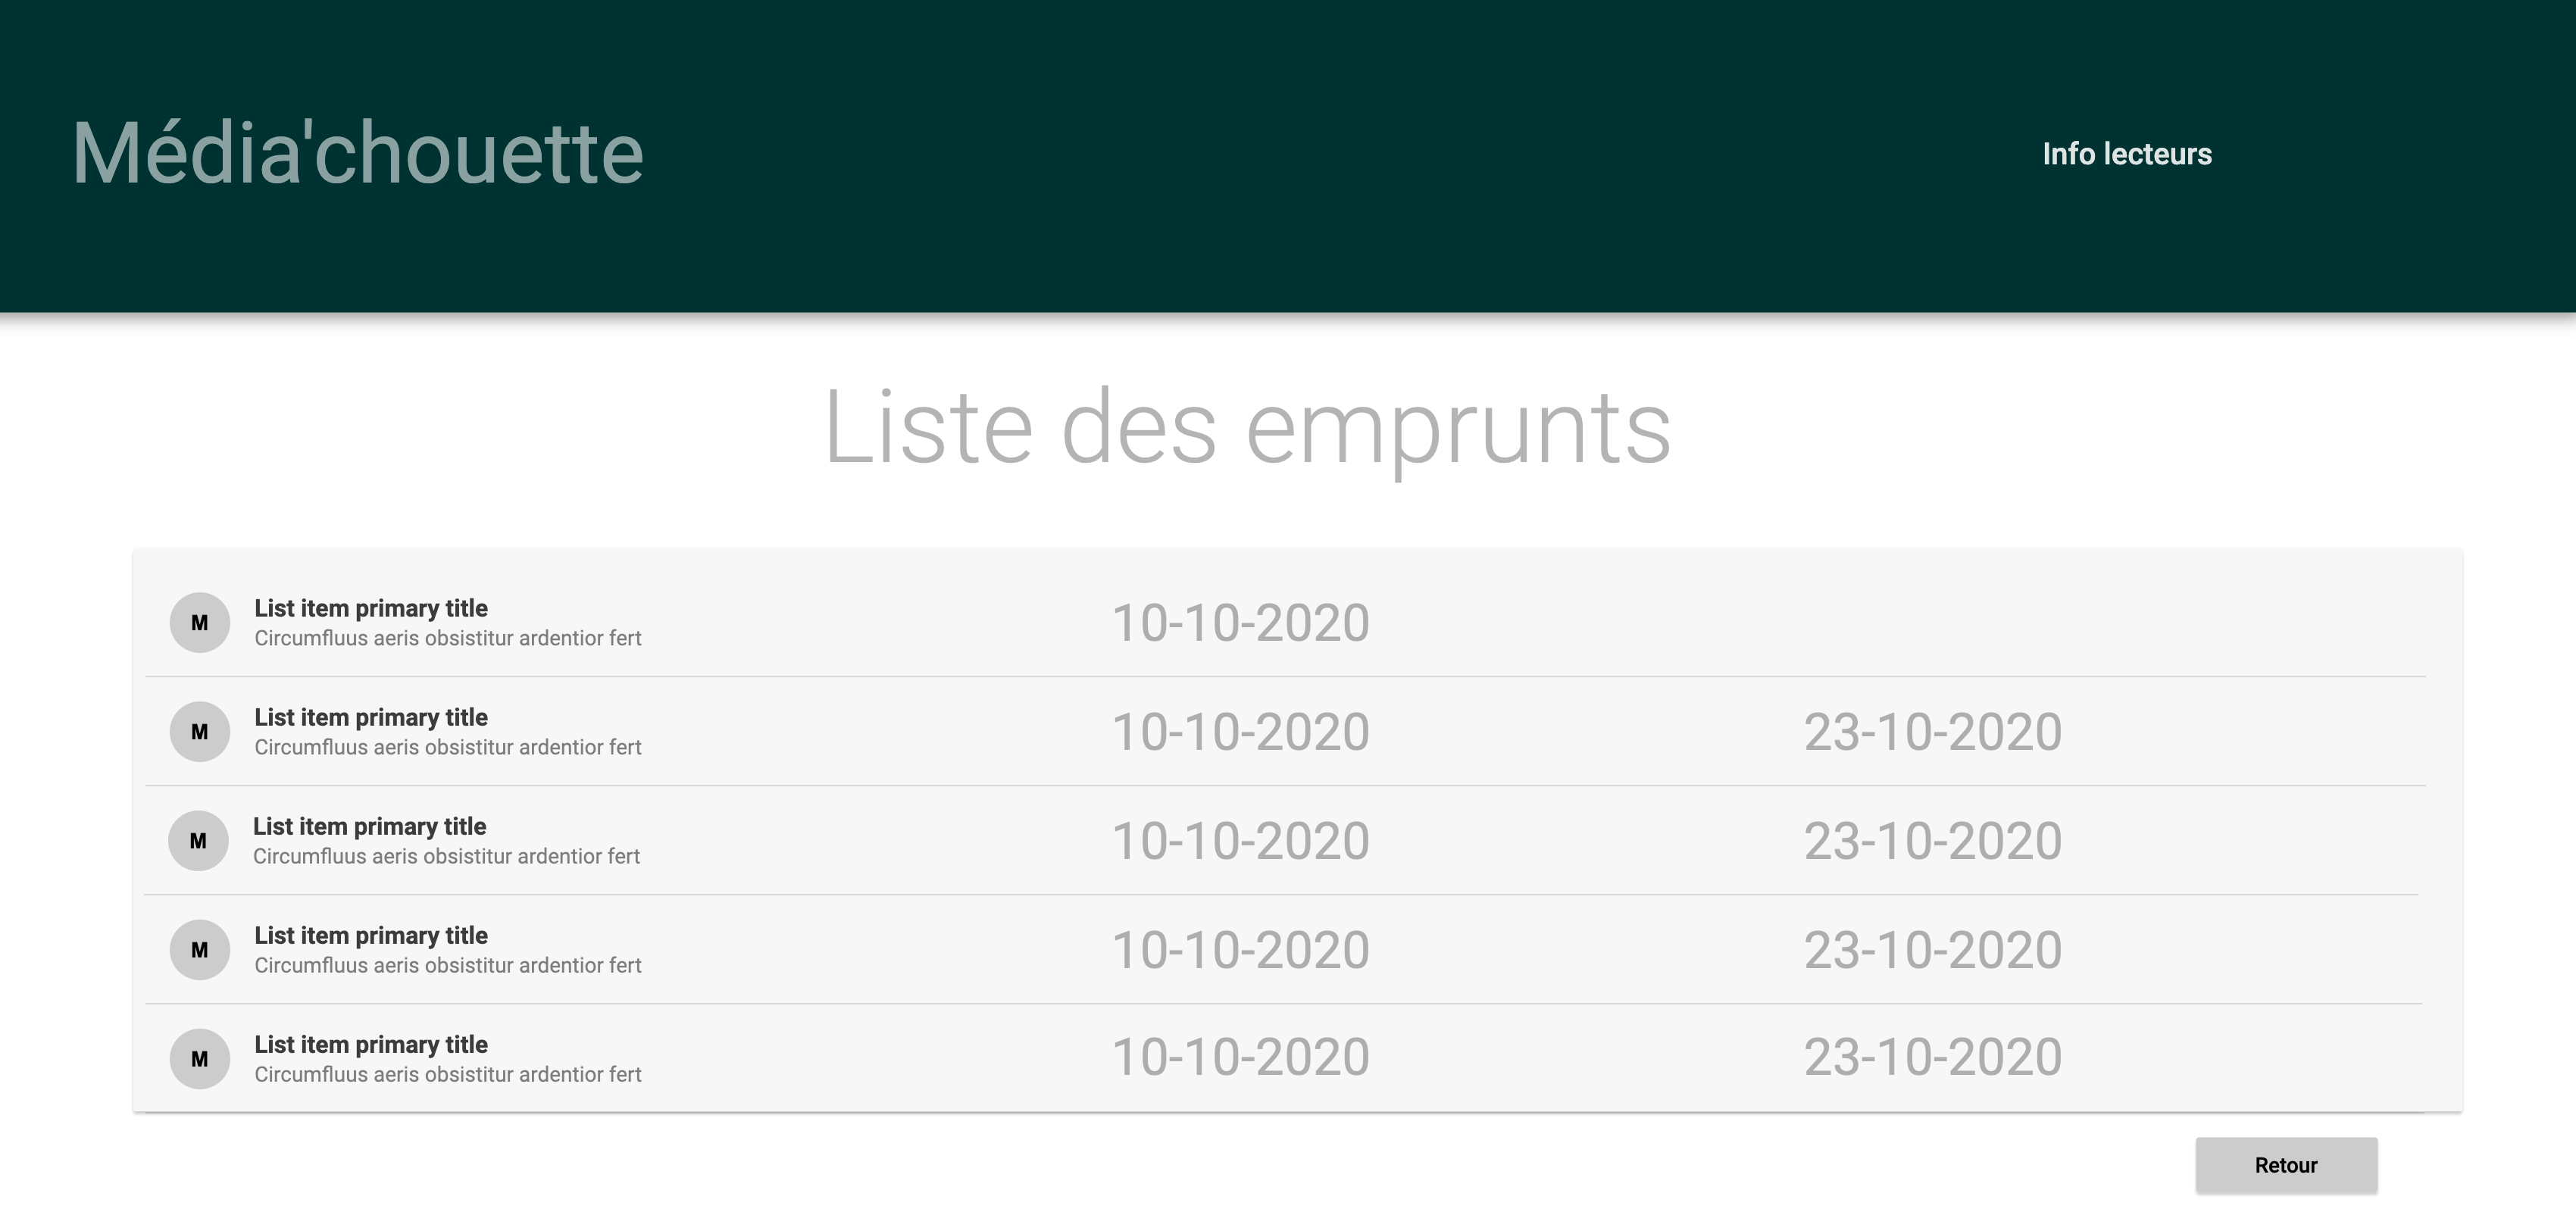 Média'chouette
Info lecteurs
Liste des emprunts
M
List item primary title
Circumfluus aeris obsistitur ardentior fert
10-10-2020
M
List item primary title
Circumfluus aeris obsistitur ardentior fert
10-10-2020
23-10-2020
M
List item primary title
Circumfluus aeris obsistitur ardentior fert
10-10-2020
23-10-2020
M
List item primary title
Circumfluus aeris obsistitur ardentior fert
10-10-2020
23-10-2020
M
List item primary title
Circumfluus aeris obsistitur ardentior fert
10-10-2020
23-10-2020
Retour